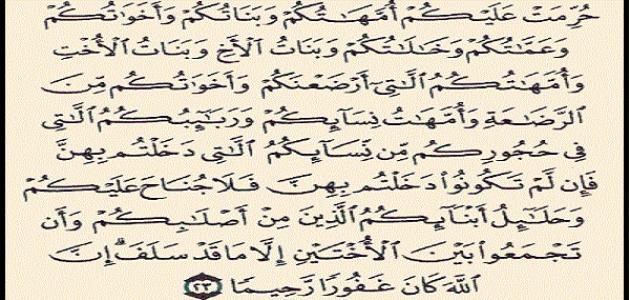 حُرِّمَتْ عَلَيْكُمْ أُمَّهَٰتُكُمْ وَبَنَاتُكُمْ وَأَخَوَٰتُكُمْ
وَعَمَّٰتُكُمْ وَخَٰلَٰتُكُمْ وَبَنَاتُ ٱلْأَخِ وَبَنَاتُ ٱلْأُخْتِ
وَأُمَّهَٰتُكُمُ ٱلَّٰتِىٓ أَرْضَعْنَكُمْ وَأَخَوَٰتُكُم مِّنَ
ٱلرَّضَٰعَةِ وَأُمَّهَٰتُ نِسَآئِكُمْ وَرَبَٰٓئِبُكُمُ ٱلَّٰتِى
فِى حُجُورِكُم مِّن نِّسَآئِكُمُ ٱلَّٰتِى دَخَلْتُم بِهِنَّ
فَإِن لَّمْ تَكُونُوا۟ دَخَلْتُم بِهِنَّ فَلَا جُنَاحَ عَلَيْكُمْ
وَحَلَٰٓئِلُ أَبْنَآئِكُمُ ٱلَّذِينَ مِنْ أَصْلَٰبِكُمْ وَأَن
تَجْمَعُوا۟ بَيْنَ ٱلْأُخْتَيْنِ إِلَّا مَا قَدْ سَلَفَ ۗ إِنَّ
ٱللَّهَ كَانَ غَفُورًا رَّحِيمًا ٢٣